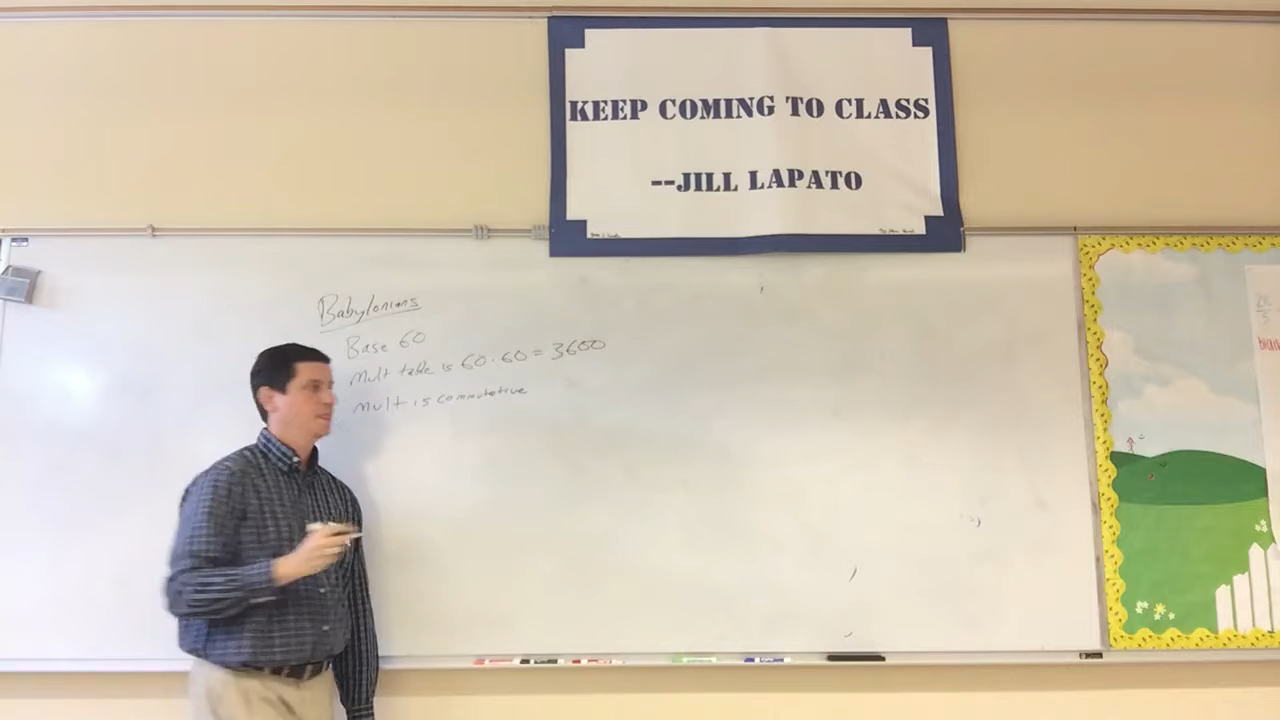 KEEP COMING TO CLASS
--JILL LAPATO
Babylonians
Base 60
Mult table is 60 · 60 = 3600
Mult is commutative